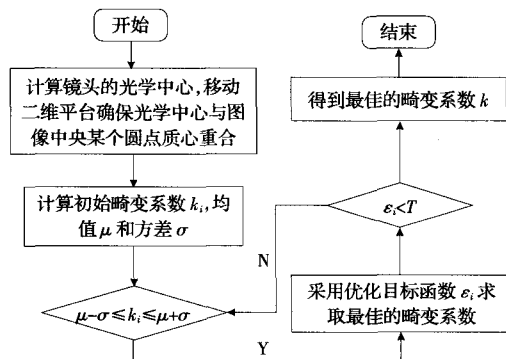 开始
计算镜头的光学中心,移动
二维平台确保光学中心与图
像中央某个圆点质心重合
计算初始畸变系数 kᵢ,均
值 μ 和方差 σ
μ-σ≤kᵢ≤μ+σ
Y
采用优化目标函数 εᵢ 求
取最佳的畸变系数
εᵢ<T
N
得到最佳的畸变系数 k
结束